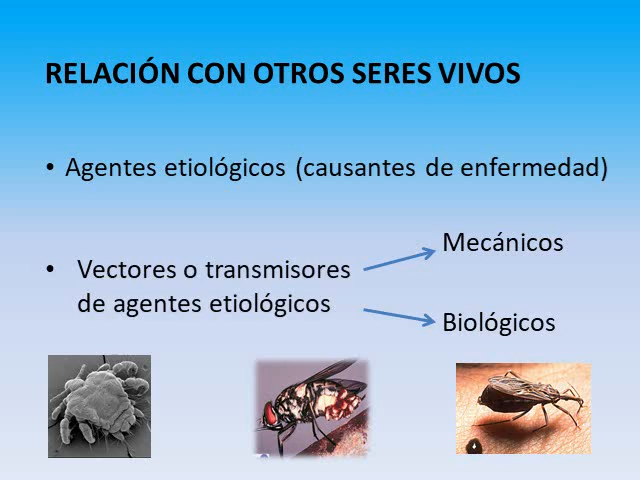 RELACIÓN CON OTROS SERES VIVOS
• Agentes etiológicos (causantes de enfermedad)
• Vectores o transmisores
de agentes etiológicos
Mecánicos
Biológicos